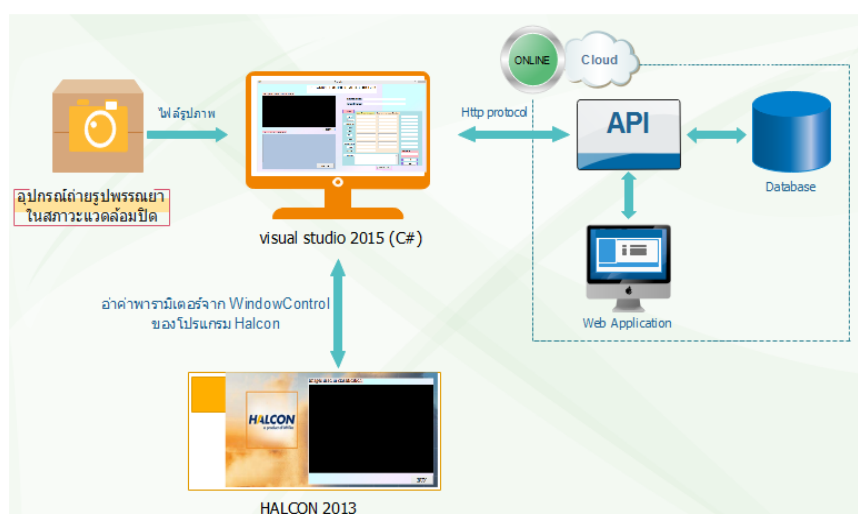 ONLINE
Cloud
ไฟล์รูปภาพ
Http protocol
API
Database
อุปกรณ์ถ่ายรูปพรรณยา
ในสภาวะแวดล้อมปิด
visual studio 2015 (C#)
Web Application
อ่าค่าพารามิเตอร์จาก WindowControl
ของโปรแกรม Halcon
HALCON
HALCON 2013